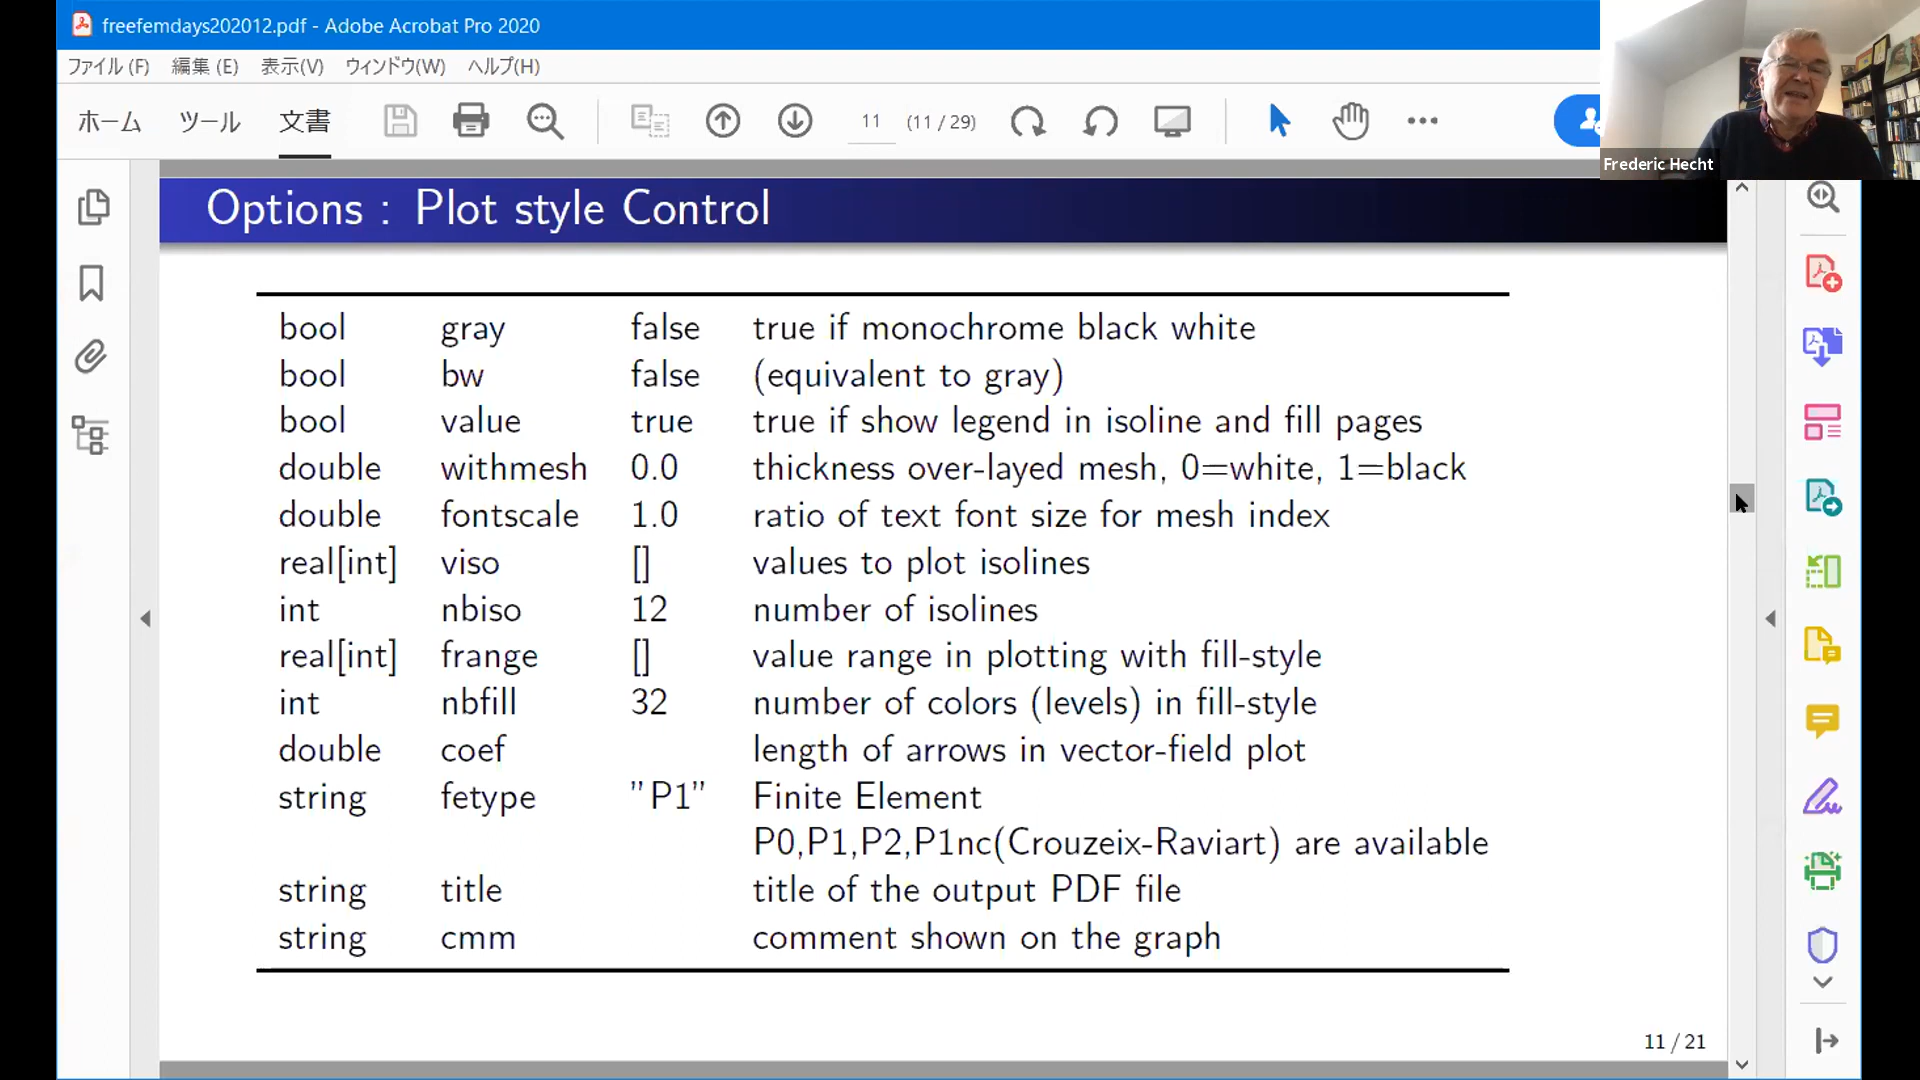 freefemdays202012.pdf - Adobe Acrobat Pro 2020
ファイル(F) 編集(E) 表示(V) ウィンドウ(W) ヘルプ(H)
ホーム ツール 文書 11 (11 / 29)
Frederic Hecht
Options : Plot style Control
bool gray false true if monochrome black white
bool bw false (equivalent to gray)
bool value true true if show legend in isoline and fill pages
double withmesh 0.0 thickness over-layed mesh, 0=white, 1=black
double fontscale 1.0 ratio of text font size for mesh index
real[int] viso [] values to plot isolines
int nbiso 12 number of isolines
real[int] frange [] value range in plotting with fill-style
int nbfill 32 number of colors (levels) in fill-style
double coef length of arrows in vector-field plot
string fetype "P1" Finite Element
P0,P1,P2,P1nc(Crouzeix-Raviart) are available
string title title of the output PDF file
string cmm comment shown on the graph
11 / 21